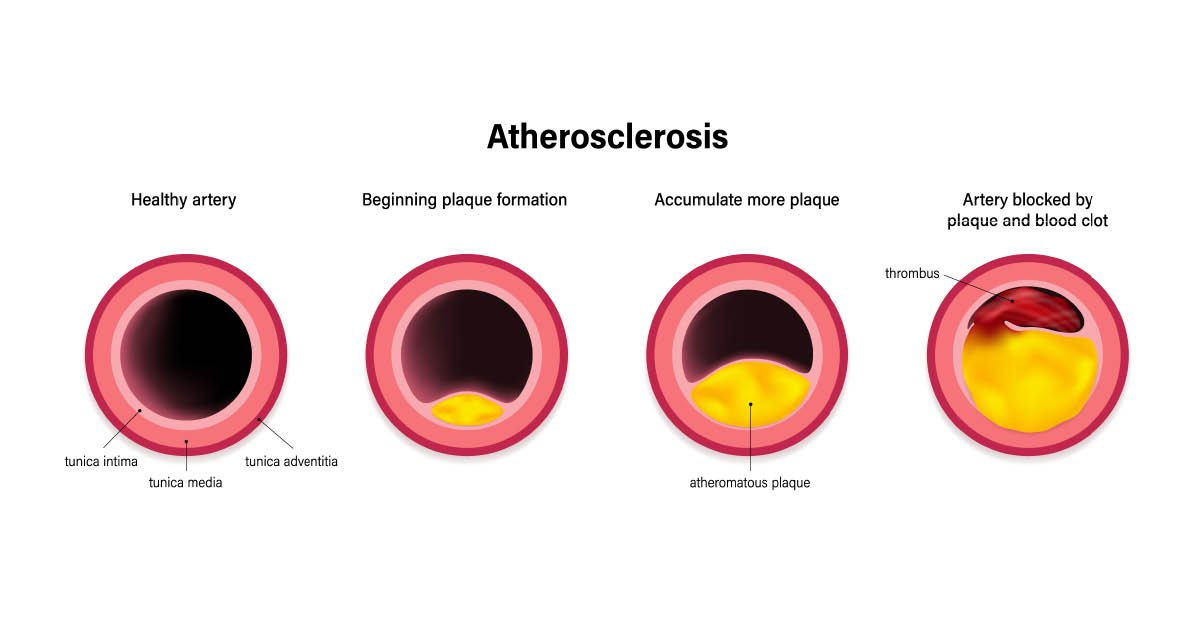 Atherosclerosis
Healthy artery
Beginning plaque formation
Accumulate more plaque
Artery blocked by
plaque and blood clot
thrombus
tunica intima
tunica media
tunica adventitia
atheromatous plaque